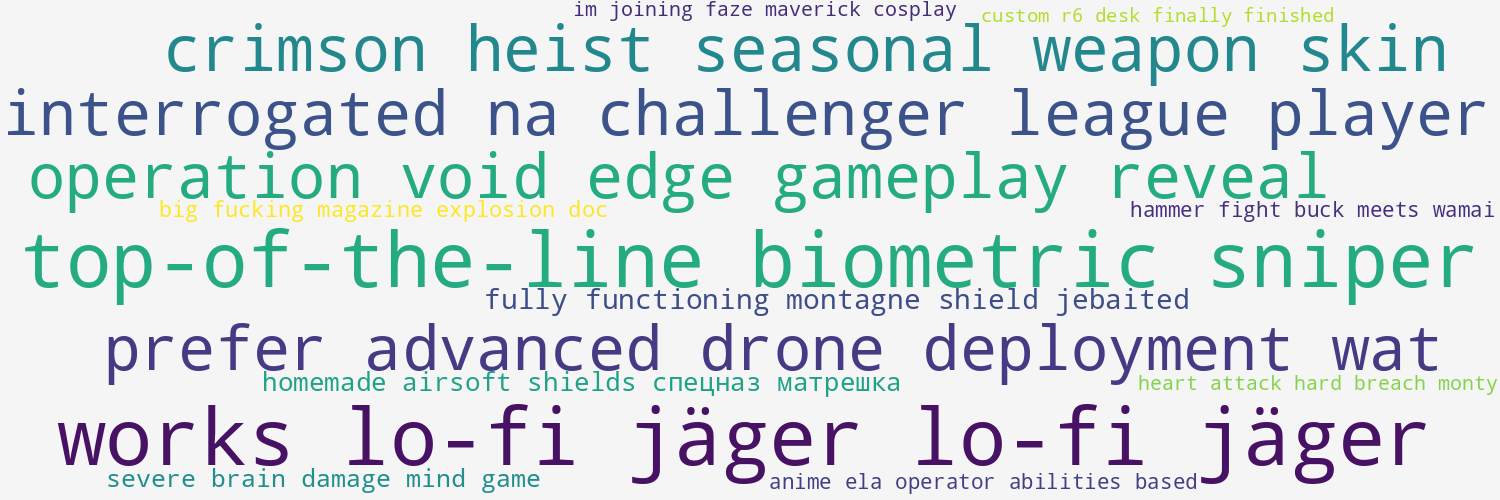 im joining faze maverick cosplay
custom r6 desk finally finished
crimson heist seasonal weapon skin
interrogated na challenger league player
operation void edge gameplay reveal
big fucking magazine explosion doc
hammer fight buck meets wamai
top-of-the-line biometric sniper
fully functioning montagne shield jebaited
prefer advanced drone deployment wat
homemade airsoft shields спецназ матрешка
heart attack hard breach monty
works lo-fi jäger lo-fi jäger
severe brain damage mind game
anime ela operator abilities based